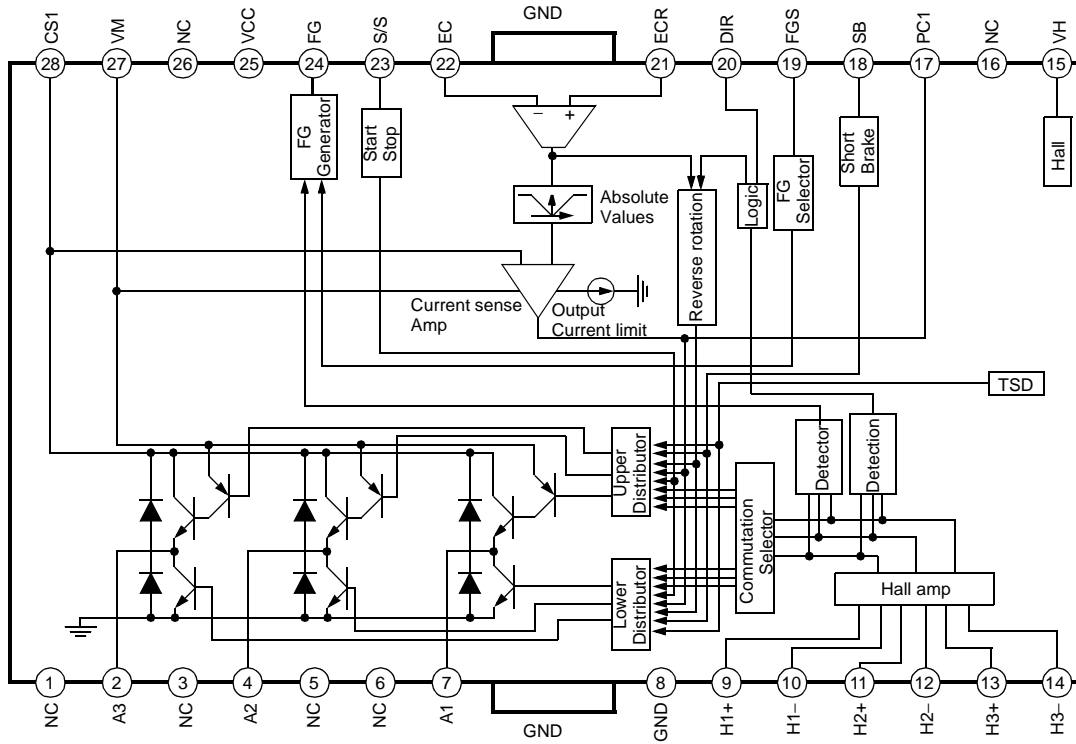 CS1
VM
NC
VCC
FG
S/S
EC
GND
ECR
DIR
FGS
SB
PC1
NC
VH
28
27
26
25
24
23
22
21
20
19
18
17
16
15
FG
Generator
Start
Stop
−
+
Absolute
Values
Reverse rotation
Logic
FG
Selector
Short
Brake
Hall
Current sense
Amp
Output
Current limit
TSD
Upper
Distributor
Detector
Detection
Commutation
Selector
Lower
Distributor
Hall amp
1
2
3
4
5
6
7
8
9
10
11
12
13
14
NC
A3
NC
A2
NC
NC
A1
GND
GND
H1+
H1−
H2+
H2−
H3+
H3−